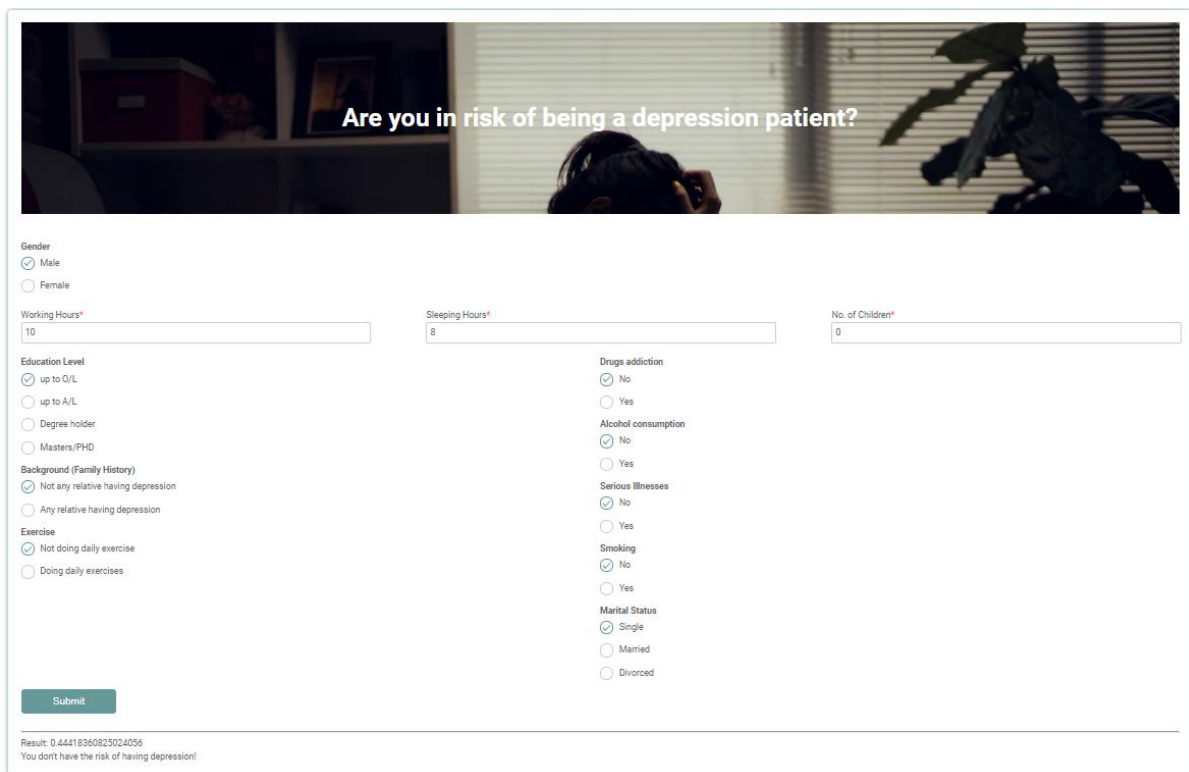 Are you in risk of being a depression patient?
Gender
Male
Female
Working Hours*
10
Sleeping Hours*
8
No. of Children*
0
Education Level
up to O/L
up to A/L
Degree holder
Masters/PHD
Background (Family History)
Not any relative having depression
Any relative having depression
Exercise
Not doing daily exercise
Doing daily exercises
Drugs addiction
No
Yes
Alcohol consumption
No
Yes
Serious Illnesses
No
Yes
Smoking
No
Yes
Marital Status
Single
Married
Divorced
Submit
Result: 0.44418360825024056
You don't have the risk of having depression!